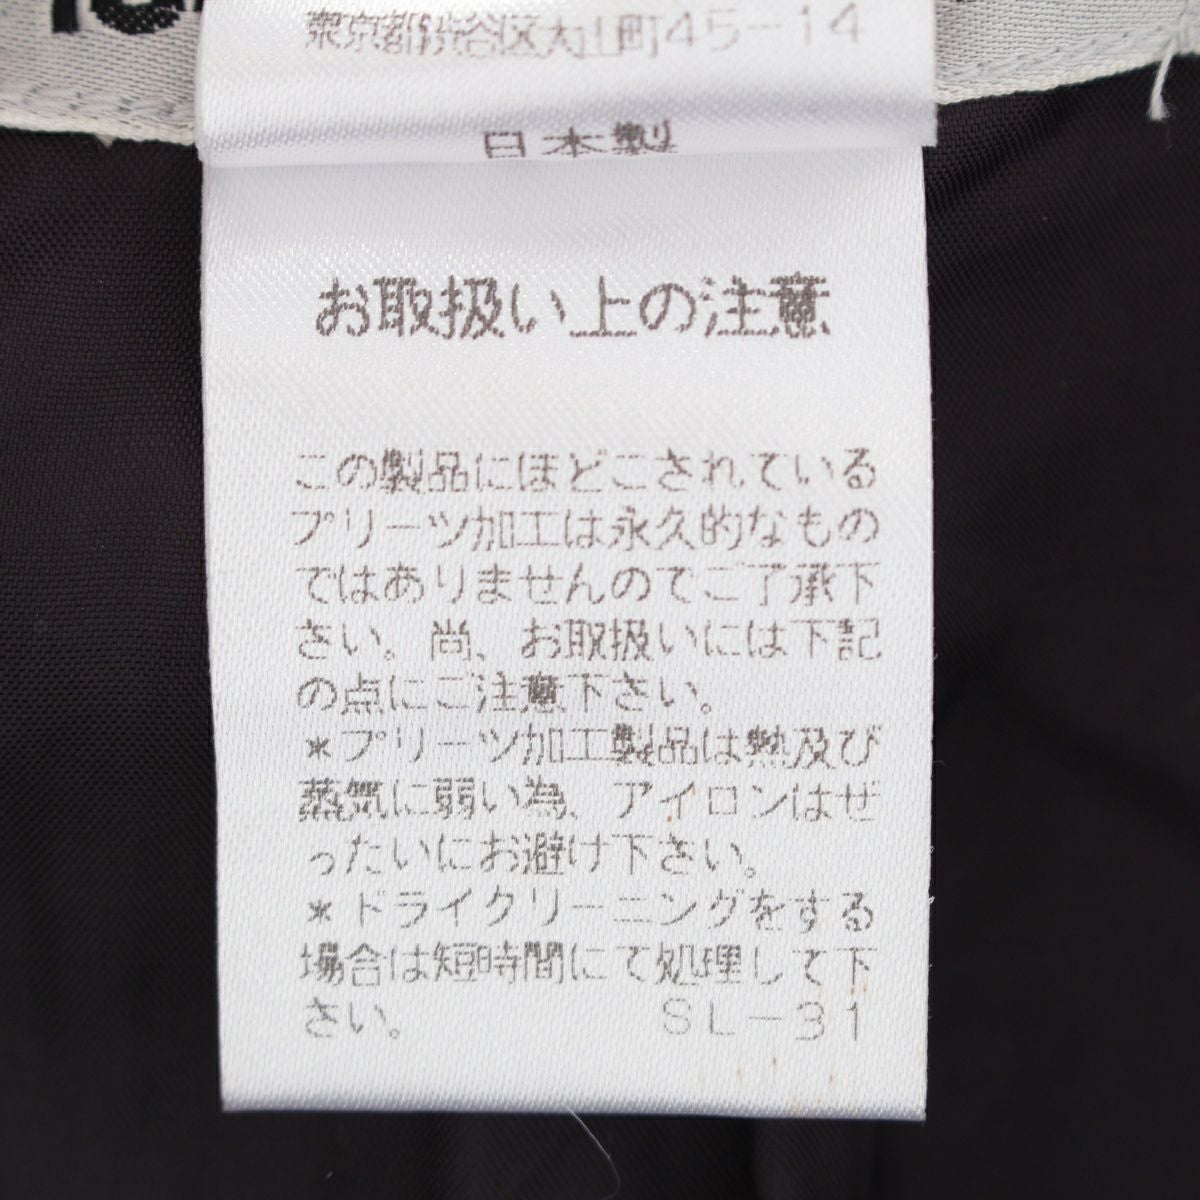 東京都渋谷区大山町45-14
日本製
お取扱い上の注意
この製品にほどこされている
プリーツ加工は永久的なもの
ではありませんのでご了承下
さい。尚、お取扱いには下記
の点にご注意下さい。
*プリーツ加工製品は熱及び
蒸気に弱い為、アイロンはぜ
ったいにお避け下さい。
*ドライクリーニングをする
場合は短時間にて処理して下
さい。 SL-31